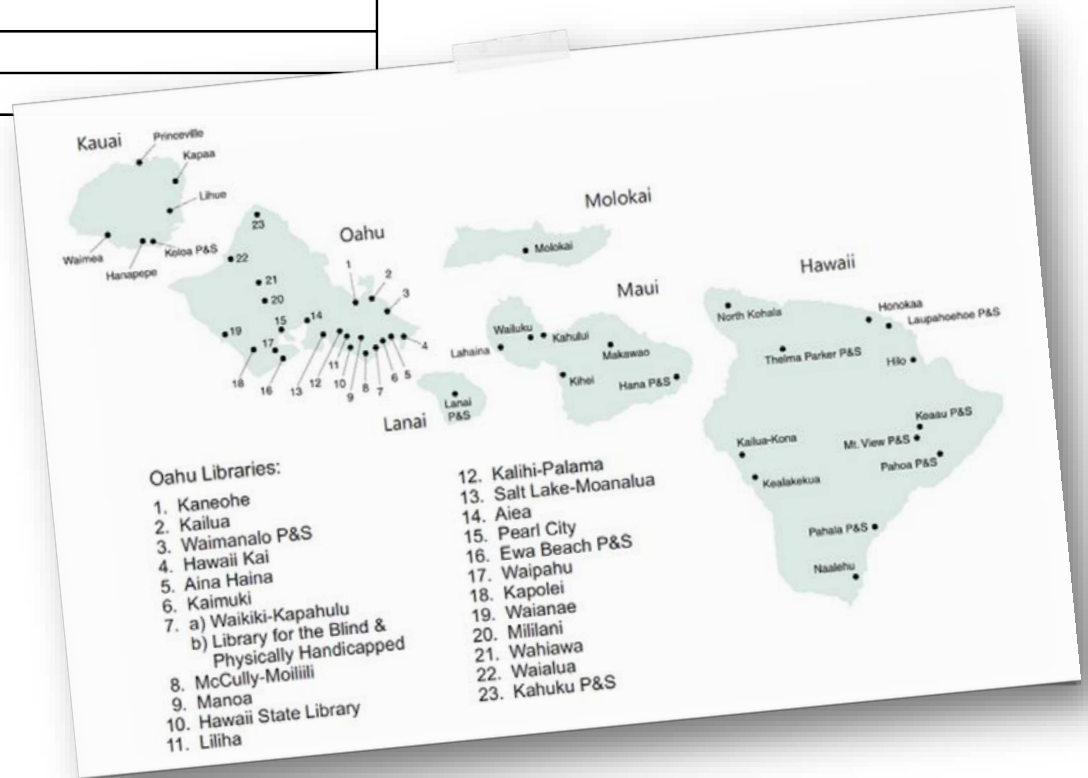 Kauai
Princeville
Kapaa
Lihue
Koloa P&S
Hanapepe
Waimea
Oahu
23
22
21
20
19
18
17
16
15
14
13
12
11
10
9
8
7
6
5
4
3
2
1
Molokai
Molokai
Maui
Wailuku
Kahului
Lahaina
Makawao
Kihei
Hana P&S
Lanai
Lanai
P&S
Hawaii
North Kohala
Honokaa
Laupahoehoe P&S
Thelma Parker P&S
Hilo
Keaau P&S
Mt. View P&S
Pahoa P&S
Kailua-Kona
Kealakekua
Pahala P&S
Naalehu
Oahu Libraries:
1. Kaneohe
2. Kailua
3. Waimanalo P&S
4. Hawaii Kai
5. Aina Haina
6. Kaimuki
7. a) Waikiki-Kapahulu
b) Library for the Blind &
Physically Handicapped
8. McCully-Moiliili
9. Manoa
10. Hawaii State Library
11. Liliha
12. Kalihi-Palama
13. Salt Lake-Moanalua
14. Aiea
15. Pearl City
16. Ewa Beach P&S
17. Waipahu
18. Kapolei
19. Waianae
20. Mililani
21. Wahiawa
22. Waialua
23. Kahuku P&S